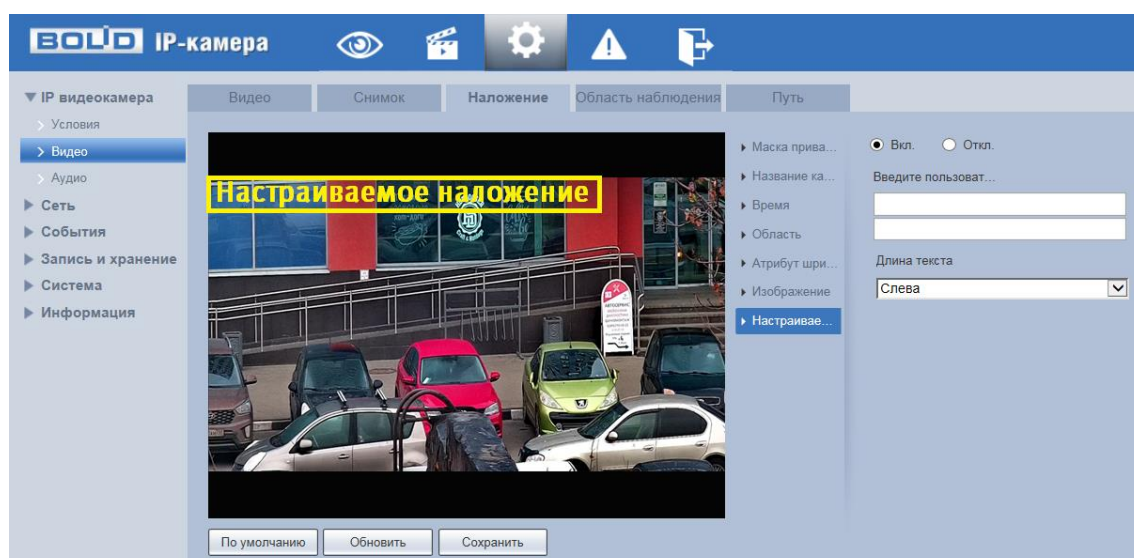 BOLID IP-камера
IP видеокамера
Условия
Видео
Аудио
Сеть
События
Запись и хранение
Система
Информация
Видео
Снимок
Наложение
Область наблюдения
Путь
Настраиваемое наложение
АВТОСЕРВИС
Маска прива...
Название ка...
Время
Область
Атрибут шри...
Изображение
Настраивае...
Вкл. Откл.
Введите пользоват...
Длина текста
Слева
По умолчанию
Обновить
Сохранить